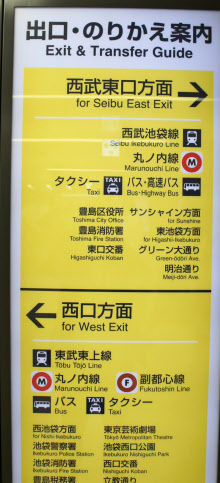 出口・のりかえ案内
Exit & Transfer Guide
西武東口方面
for Seibu East Exit
西武池袋線
Seibu Ikebukuro Line
丸ノ内線 M
Marunouchi Line
タクシー TAXI バス・高速バス
Taxi Bus・Highway Bus
豊島区役所 サンシャイン方面
Toshima City Office for Sunshine
豊島消防署 東池袋方面
Toshima Fire Station for Higashi-Ikebukuro
東口交番 グリーン大通り
Higashiguchi Koban Green-ōdōri Ave.
明治通り
Meiji-dōri Ave.
西口方面
for West Exit
東武東上線
Tobu Tōjō Line
M 丸ノ内線 F 副都心線
Marunouchi Line Fukutoshin Line
バス TAXI タクシー
Bus Taxi
西池袋方面 東京芸術劇場
for Nishi-Ikebukuro Tōkyō Metropolitan Theatre
池袋警察署 池袋西口公園
Ikebukuro Police Station Ikebukuro Nishiguchi Park
池袋消防署 西口交番
Ikebukuro Fire Station Nishiguchi Koban
豊島税務署 立教通り